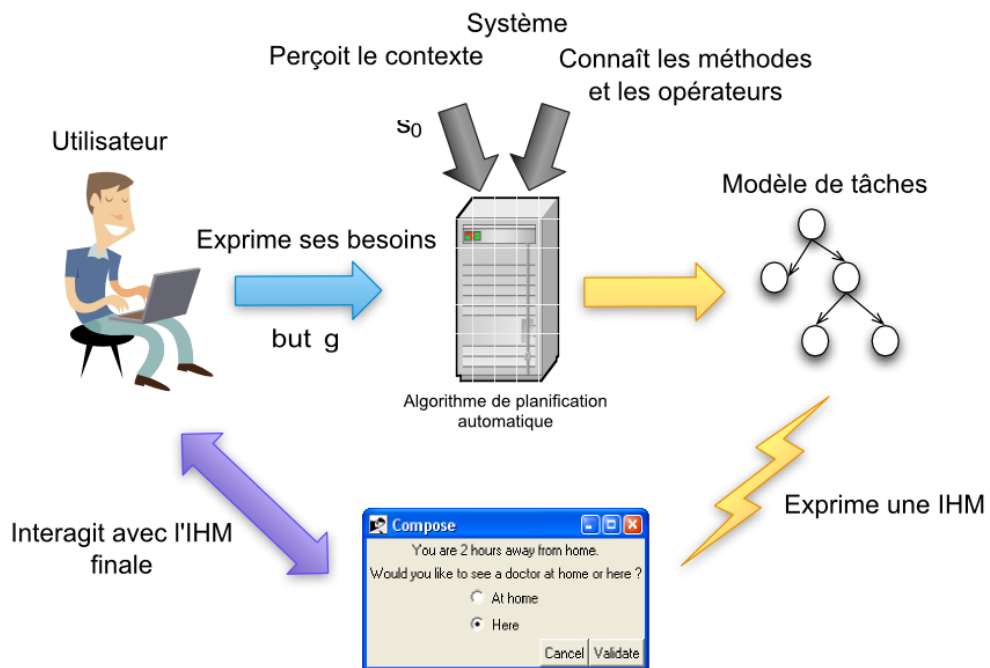 Système
Perçoit le contexte
Connaît les méthodes
et les opérateurs
s0
Utilisateur
Modèle de tâches
Exprime ses besoins
but g
Algorithme de planification
automatique
Interagit avec l'IHM
finale
Exprime une IHM
Compose
You are 2 hours away from home.
Would you like to see a doctor at home or here ?
At home
Here
Cancel
Validate